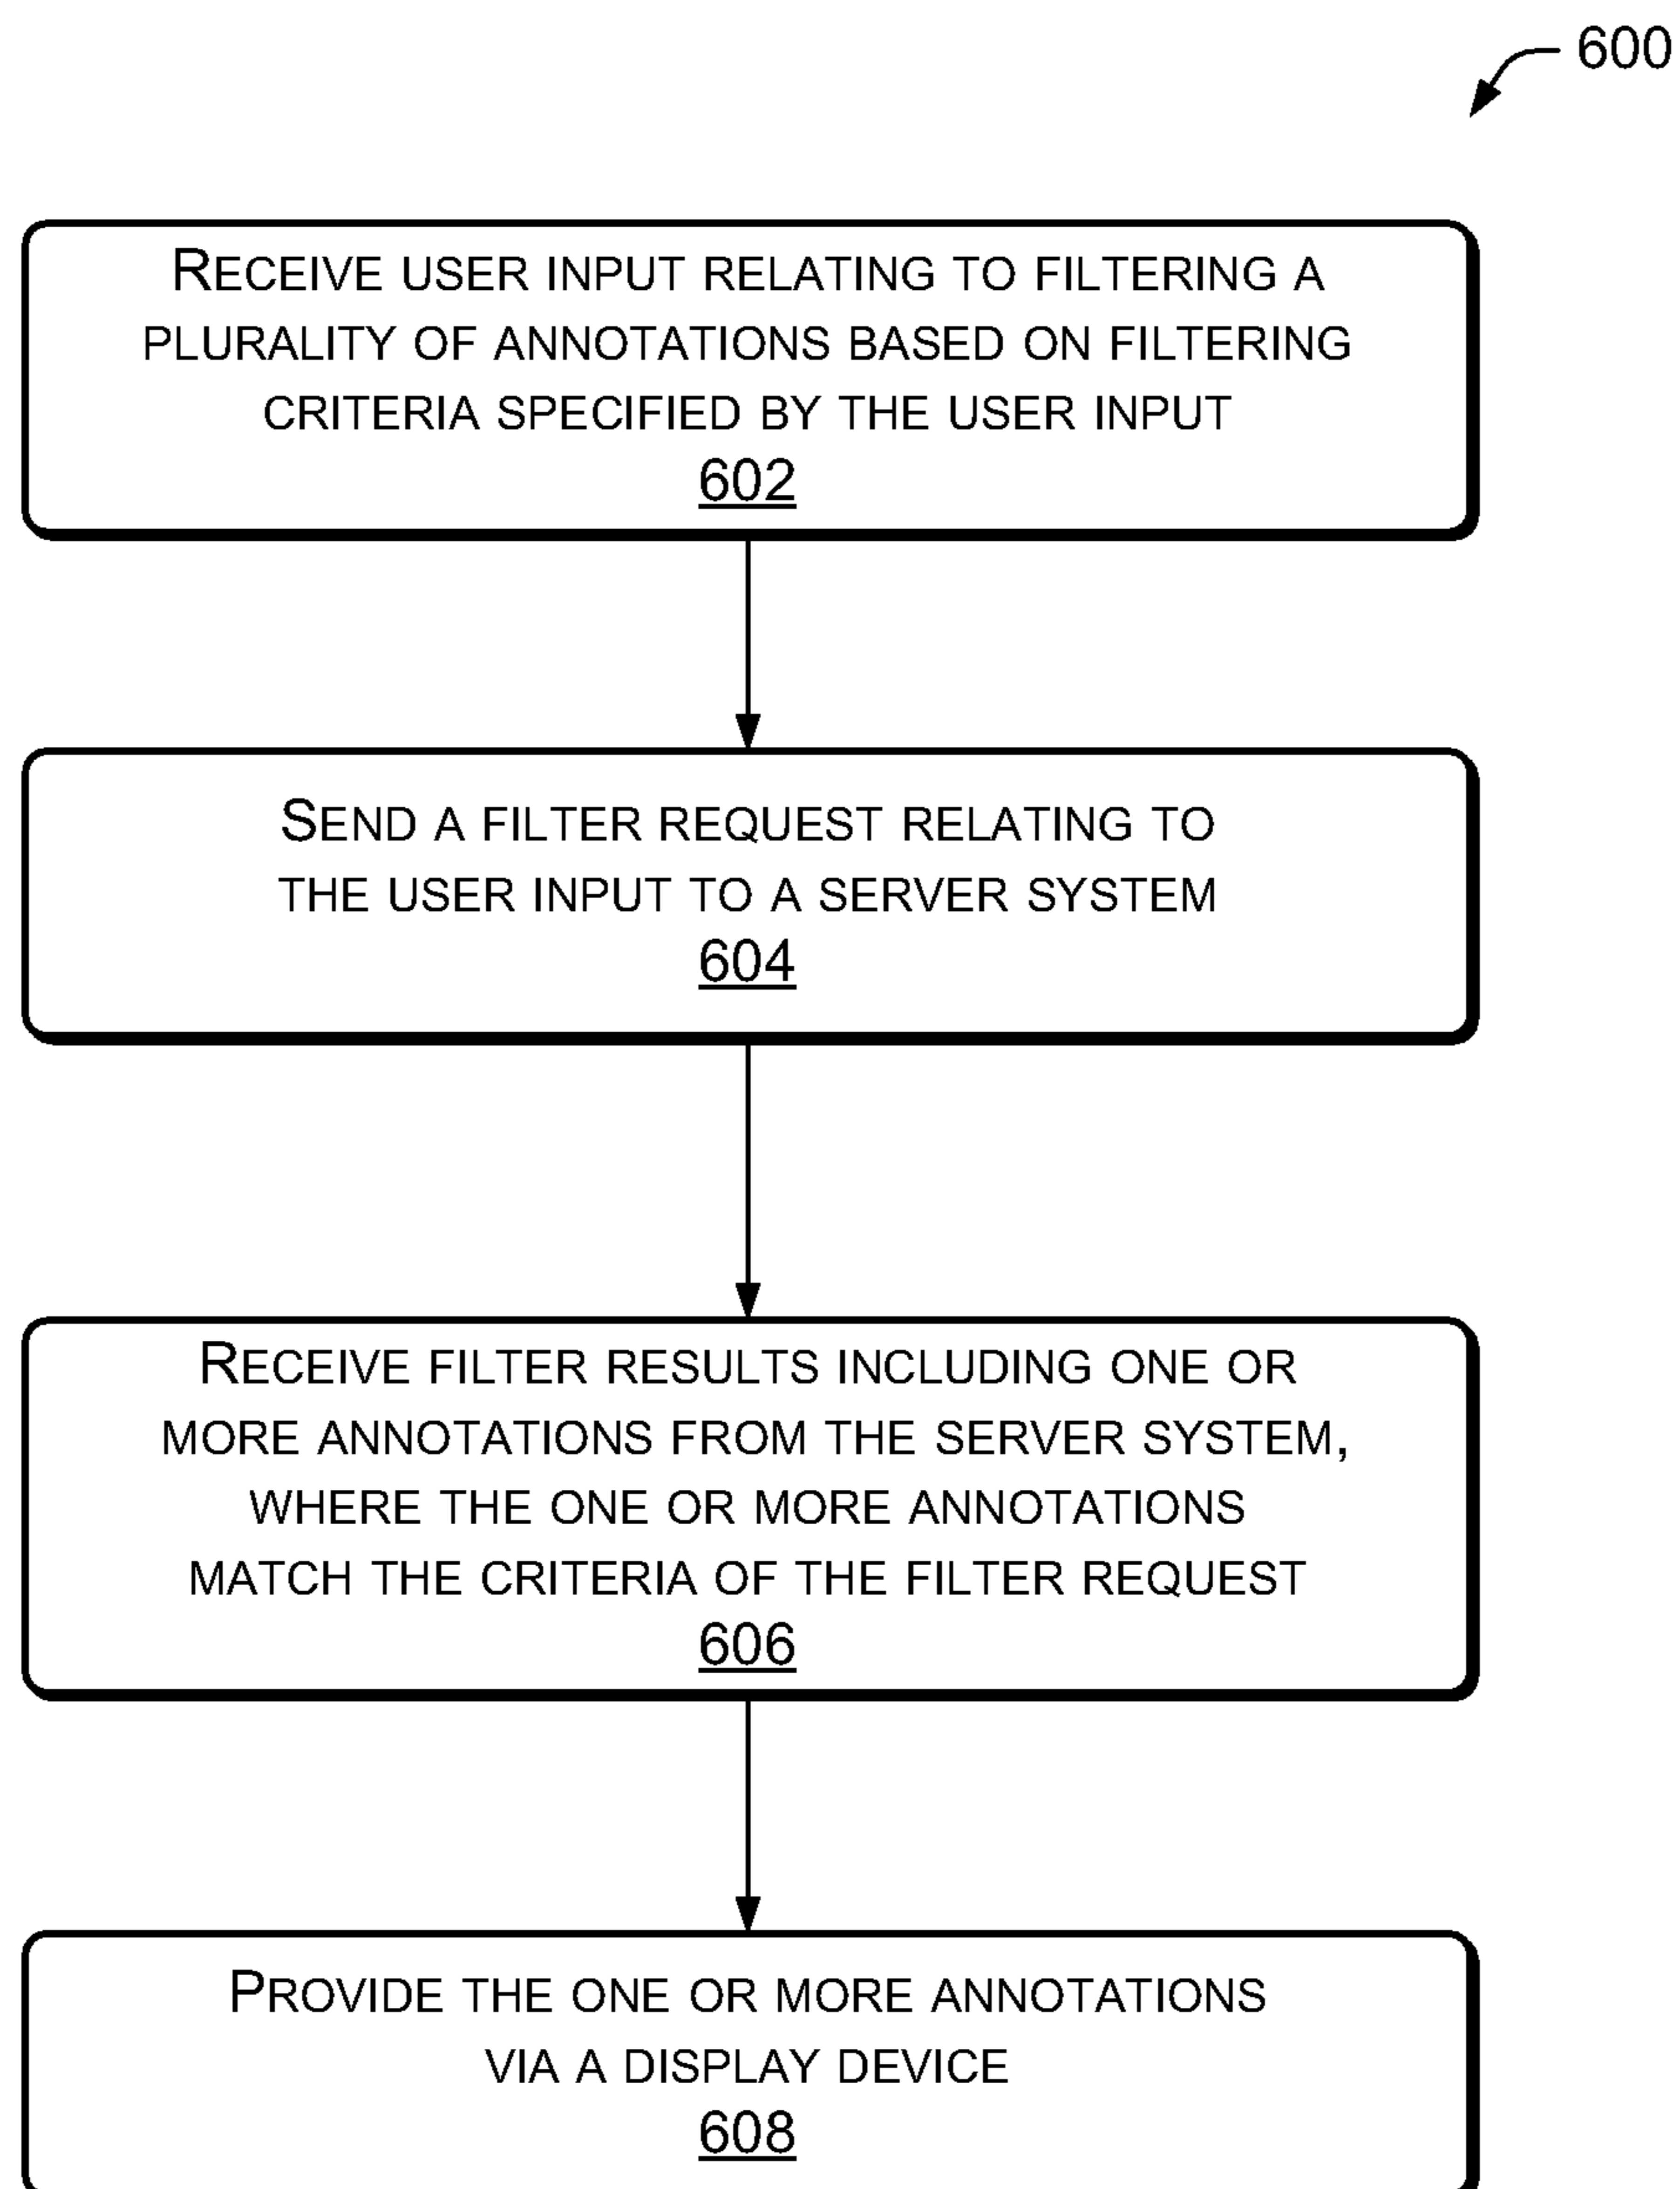 600
Receive user input relating to filtering a
plurality of annotations based on filtering
criteria specified by the user input
602
Send a filter request relating to
the user input to a server system
604
Receive filter results including one or
more annotations from the server system,
where the one or more annotations
match the criteria of the filter request
606
Provide the one or more annotations
via a display device
608